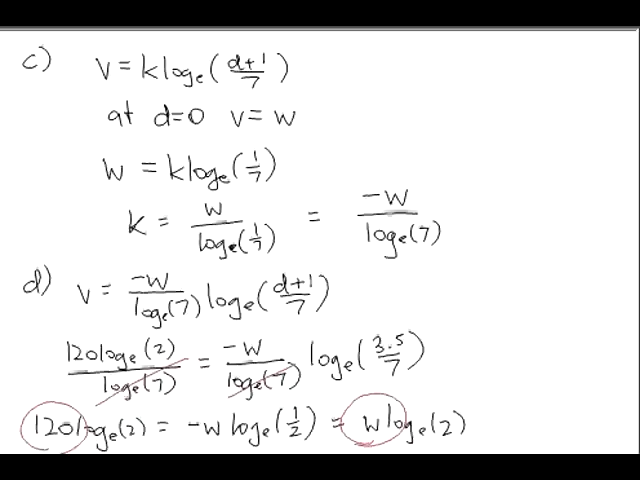 c) V = k logₑ( (d+1)/7 )
at d=0 V = W
W = k logₑ(1/7)
k = W / logₑ(1/7) = -W / logₑ(7)
d) V = -W / logₑ(7) logₑ( (d+1)/7 )
120 logₑ(2) / logₑ(7) = -W / logₑ(7) logₑ( 3.5/7 )
120 logₑ(2) = -W logₑ(1/2) = W logₑ(2)